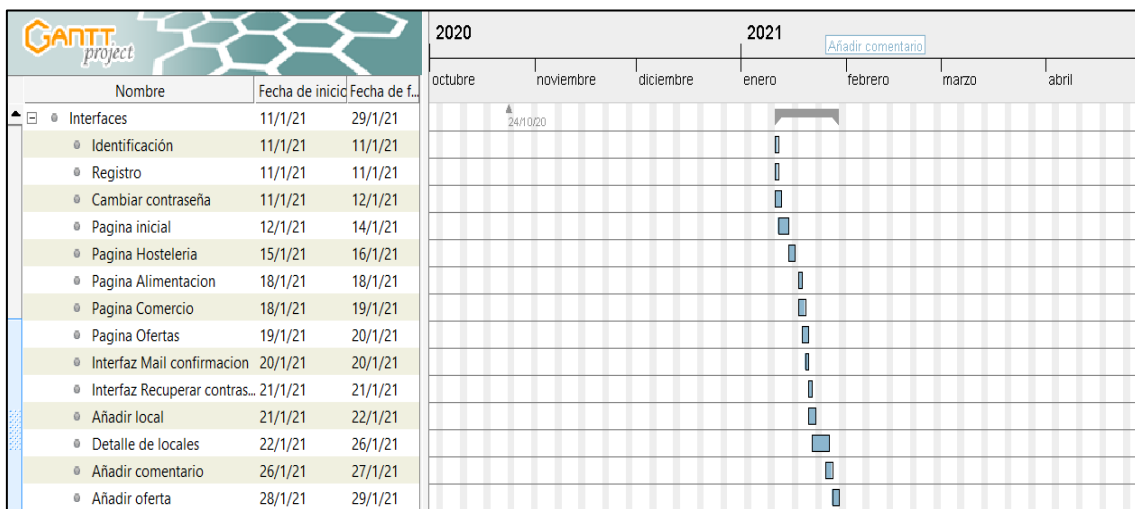 GANTT
project
2020 2021
Añadir comentario
octubre noviembre diciembre enero febrero marzo abril
Nombre Fecha de inicio Fecha de f...
Interfaces 11/1/21 29/1/21
24/10/20
Identificación 11/1/21 11/1/21
Registro 11/1/21 11/1/21
Cambiar contraseña 11/1/21 12/1/21
Pagina inicial 12/1/21 14/1/21
Pagina Hosteleria 15/1/21 16/1/21
Pagina Alimentacion 18/1/21 18/1/21
Pagina Comercio 18/1/21 19/1/21
Pagina Ofertas 19/1/21 20/1/21
Interfaz Mail confirmacion 20/1/21 20/1/21
Interfaz Recuperar contras... 21/1/21 21/1/21
Añadir local 21/1/21 22/1/21
Detalle de locales 22/1/21 26/1/21
Añadir comentario 26/1/21 27/1/21
Añadir oferta 28/1/21 29/1/21